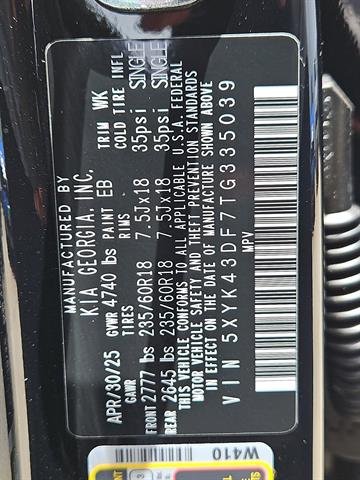 MANUFACTURED BY
KIA GEORGIA, INC.
APR/30/25 GVWR 4740 lbs PAINT EB TRIM WK
GAWR TIRES RIMS COLD TIRE INFL
FRONT 2777 lbs 235/60R18 7.5Jx18 35psi SINGLE
REAR 2645 lbs 235/60R18 7.5Jx18 35psi SINGLE
THIS VEHICLE CONFORMS TO ALL APPLICABLE U.S.A. FEDERAL
MOTOR VEHICLE SAFETY AND THEFT PREVENTION STANDARDS
IN EFFECT ON THE DATE OF MANUFACTURE SHOWN ABOVE
VIN 5XYK43DF7TG335039
MPV
W410